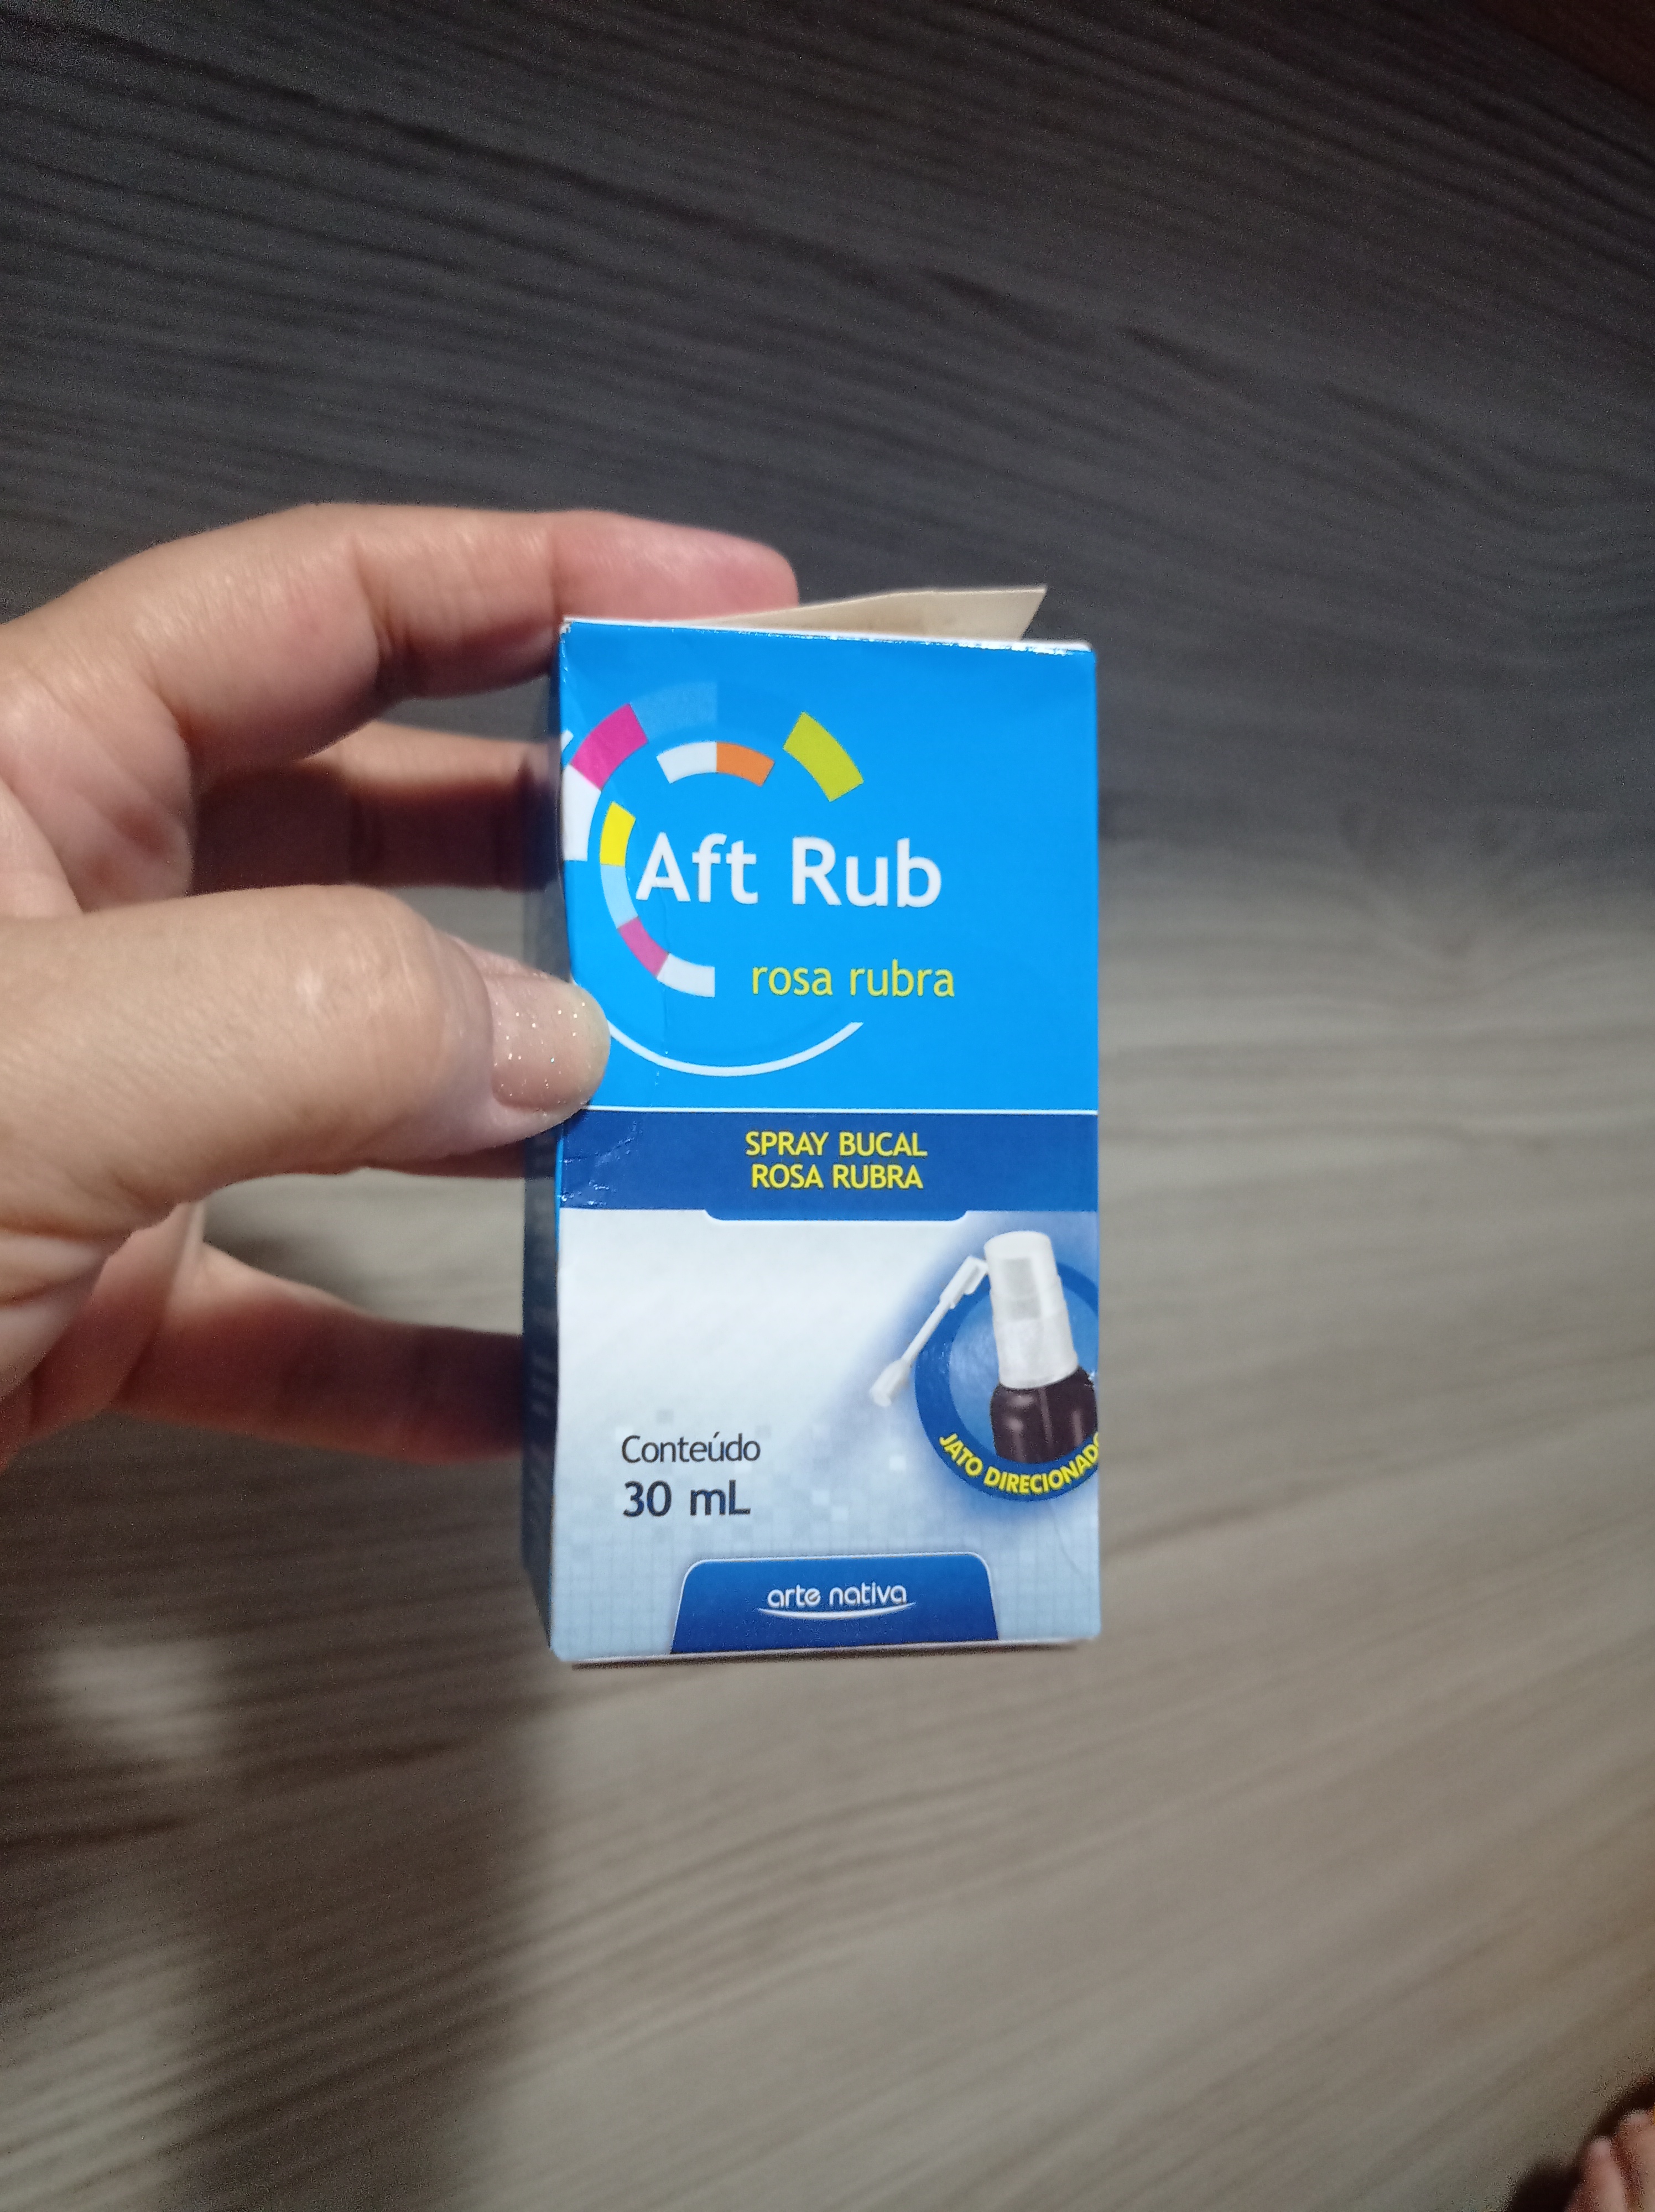 Aft Rub
rosa rubra
SPRAY BUCAL
ROSA RUBRA
JATO DIRECIONADO
Conteúdo
30 mL
arte nativa